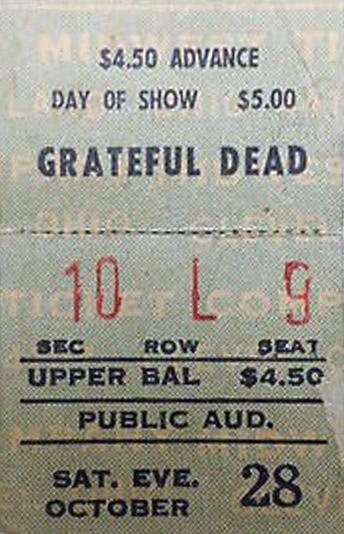 $4.50 ADVANCE
DAY OF SHOW $5.00
GRATEFUL DEAD
10 L 9
SEC ROW SEAT
UPPER BAL $4.50
PUBLIC AUD.
SAT. EVE.
OCTOBER 28